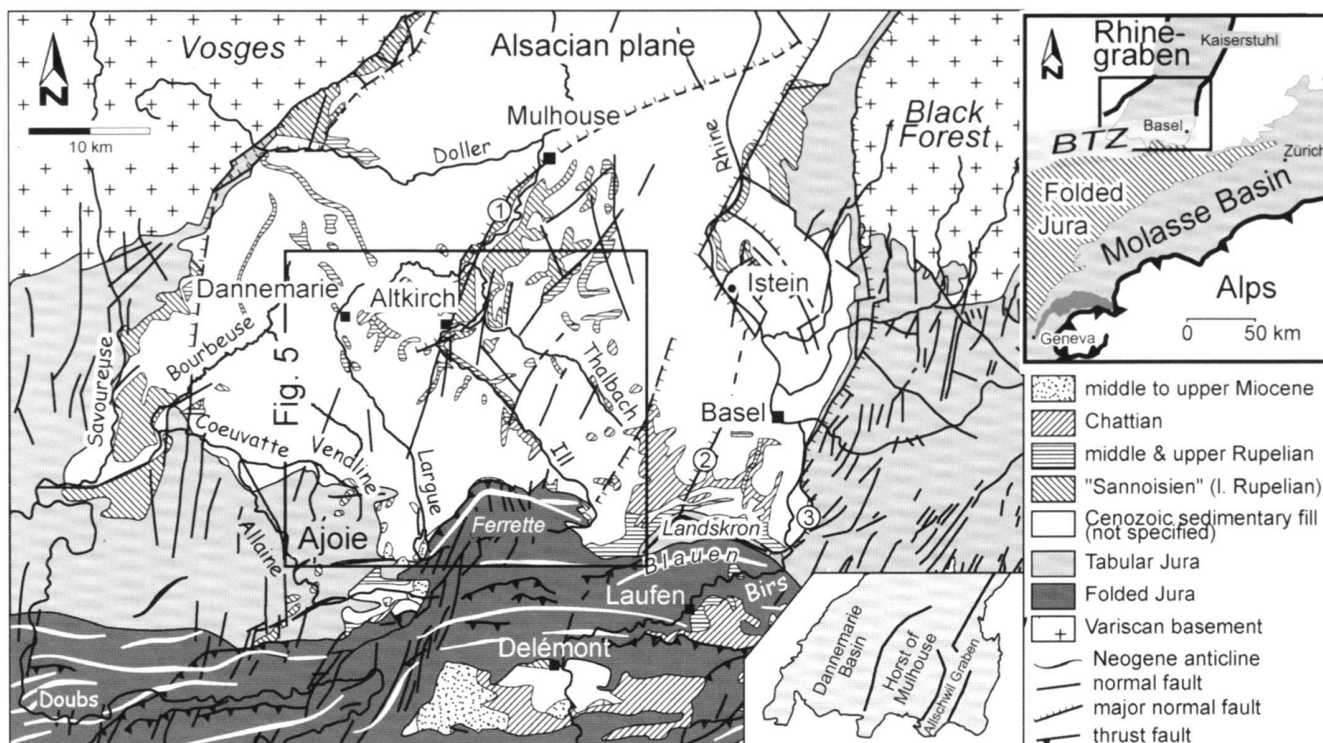 Vosges
Alsacian plane
N
10 km
Mulhouse
Doller
Rhine
Black
Forest
1
Dannemarie
Altkirch
Istein
Savoureuse
Bourbeuse
Fig. 5
Thalbach
Basel
Coeuvatte
Vendline
Largue
Ill
2
Allaine
Ajoie
Ferrette
Landskron
3
Blauen
Birs
Laufen
Delémont
Doubs
Dannemarie
Basin
Horst of
Mulhouse
Allschwil Graben
Rhine-
graben
Kaiserstuhl
N
Basel
BTZ
Zürich
Folded
Jura
Molasse Basin
Alps
Geneva
0 50 km
middle to upper Miocene
Chattian
middle & upper Rupelian
"Sannoisien" (l. Rupelian)
Cenozoic sedimentary fill
(not specified)
Tabular Jura
Folded Jura
Variscan basement
Neogene anticline
normal fault
major normal fault
thrust fault